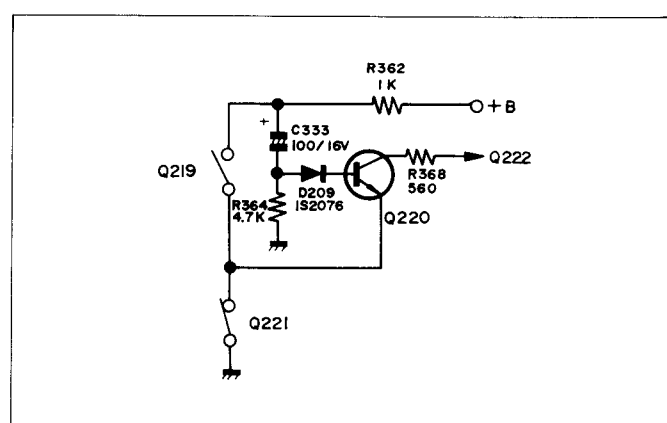 R362
1K
+B
+
C333
100/16V
Q219
Q222
D209
1S2076
R368
560
R364
4.7K
Q220
Q221